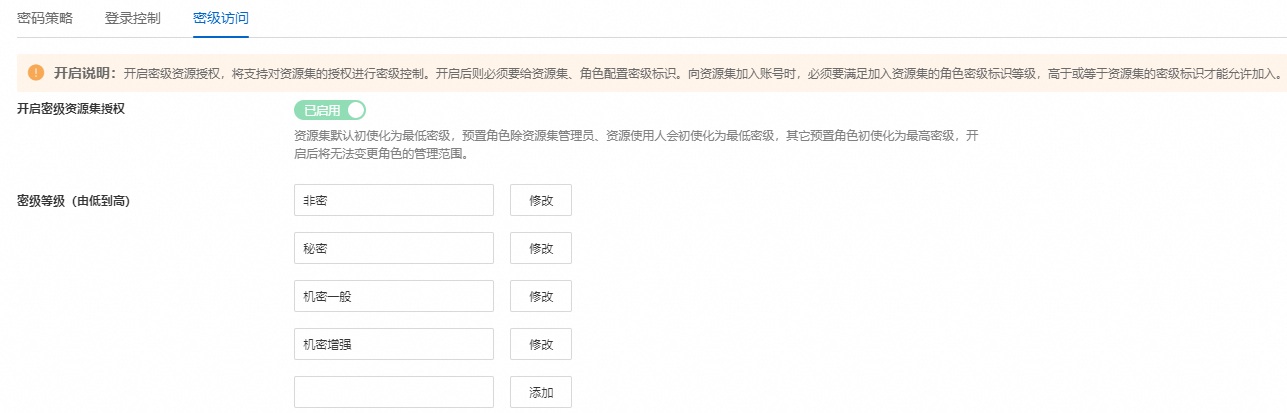 密码策略 登录控制 密级访问
开启说明：开启密级资源授权，将支持对资源集的授权进行密级控制。开启后则必须要给资源集、角色配置密级标识。向资源集加入账号时，必须要满足加入资源集的角色密级标识等级，高于或等于资源集的密级标识才能允许加入。
开启密级资源集授权 已启用
资源集默认初使化为最低密级，预置角色除资源集管理员、资源使用人会初使化为最低密级，其它预置角色初使化为最高密级，开
启后将无法变更角色的管理范围。
密级等级（由低到高） 非密 修改
秘密 修改
机密一般 修改
机密增强 修改
添加